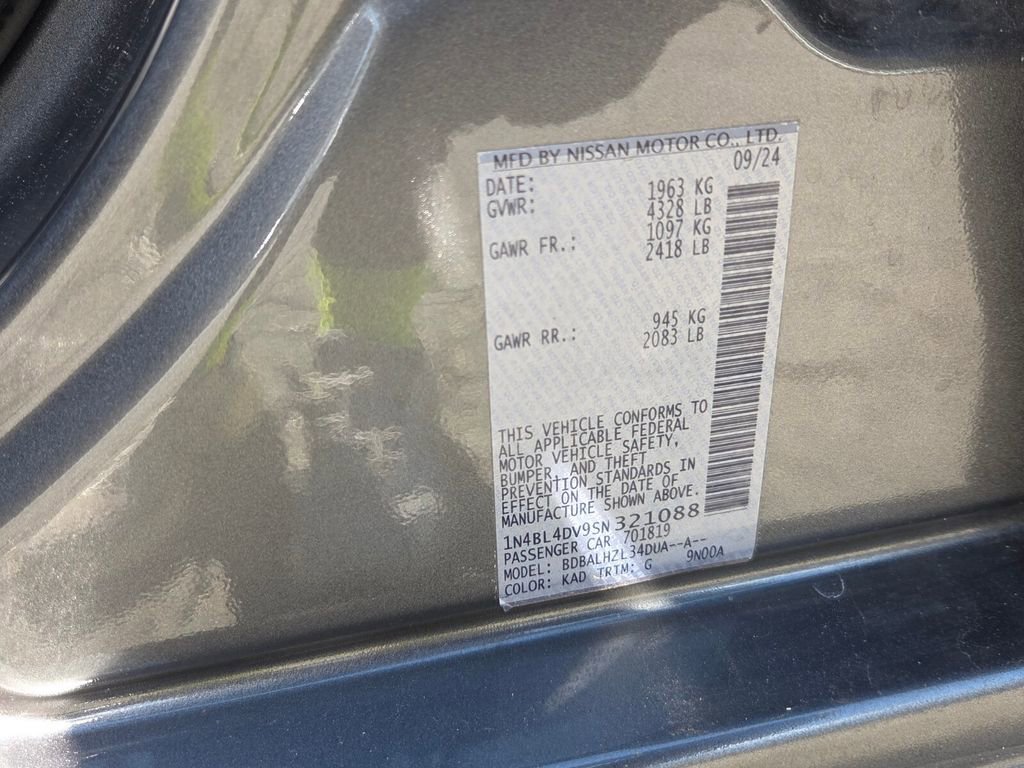 MFD BY NISSAN MOTOR CO., LTD.
DATE: 09/24
GVWR: 1963 KG
4328 LB
GAWR FR.: 1097 KG
2418 LB
GAWR RR.: 945 KG
2083 LB
THIS VEHICLE CONFORMS TO
ALL APPLICABLE FEDERAL
MOTOR VEHICLE SAFETY,
BUMPER, AND THEFT
PREVENTION STANDARDS IN
EFFECT ON THE DATE OF
MANUFACTURE SHOWN ABOVE.
1N4BL4DV9SN321088
PASSENGER CAR 701819
MODEL: BDBALHZL34DUA--A--
COLOR: KAD TRIM: G 9N00A